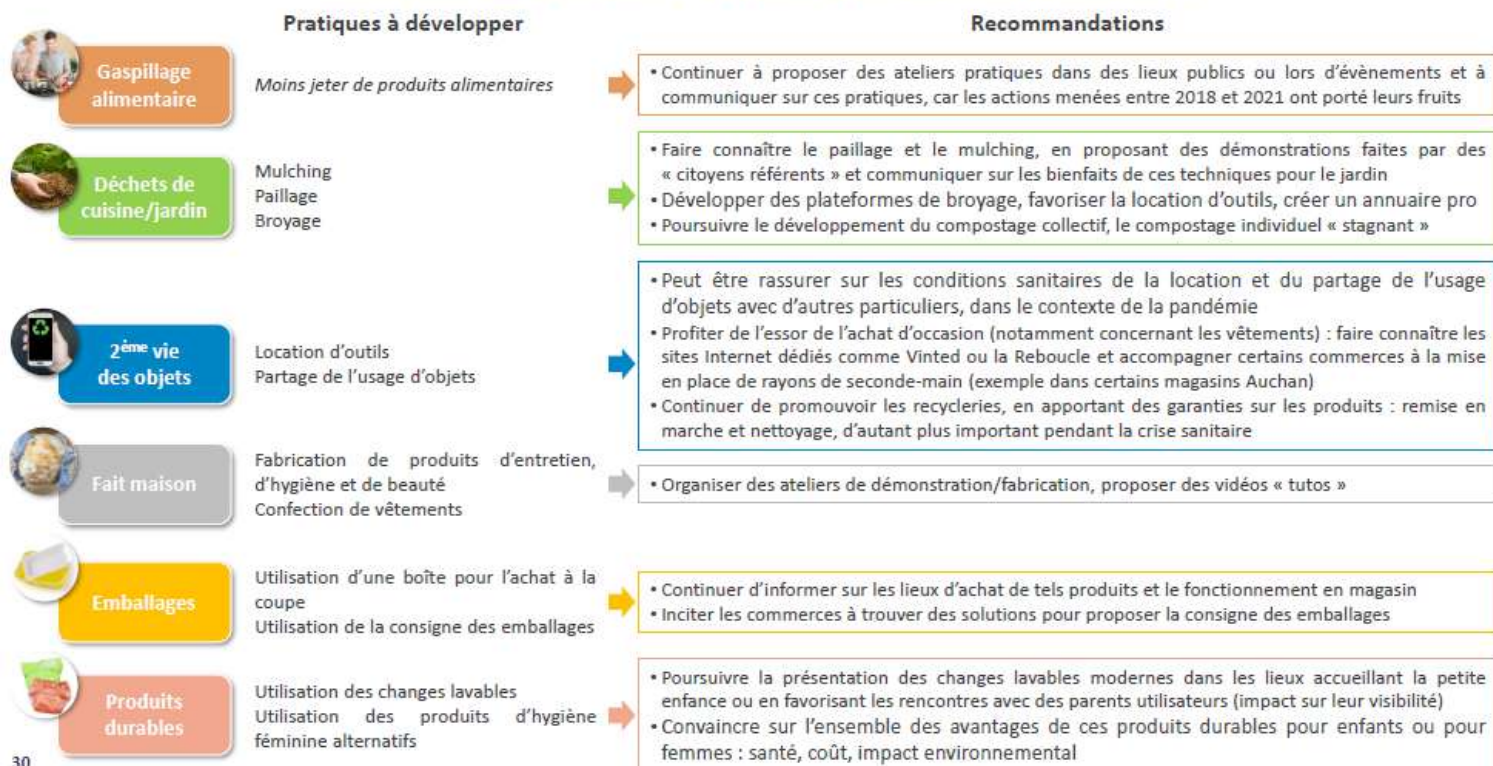 Pratiques à développer
Recommandations
Gaspillage
alimentaire
Moins jeter de produits alimentaires
• Continuer à proposer des ateliers pratiques dans des lieux publics ou lors d'évènements et à
communiquer sur ces pratiques, car les actions menées entre 2018 et 2021 ont porté leurs fruits
Déchets de
cuisine/jardin
Mulching
Paillage
Broyage
• Faire connaître le paillage et le mulching, en proposant des démonstrations faites par des
« citoyens référents » et communiquer sur les bienfaits de ces techniques pour le jardin
• Développer des plateformes de broyage, favoriser la location d'outils, créer un annuaire pro
• Poursuivre le développement du compostage collectif, le compostage individuel « stagnant »
2ème vie
des objets
Location d'outils
Partage de l'usage d'objets
• Peut être rassurer sur les conditions sanitaires de la location et du partage de l'usage
d'objets avec d'autres particuliers, dans le contexte de la pandémie
• Profiter de l'essor de l'achat d'occasion (notamment concernant les vêtements) : faire connaître les
sites Internet dédiés comme Vinted ou la Reboucle et accompagner certains commerces à la mise
en place de rayons de seconde-main (exemple dans certains magasins Auchan)
• Continuer de promouvoir les recycleries, en apportant des garanties sur les produits : remise en
marche et nettoyage, d'autant plus important pendant la crise sanitaire
Fait maison
Fabrication de produits d'entretien,
d'hygiène et de beauté
Confection de vêtements
• Organiser des ateliers de démonstration/fabrication, proposer des vidéos « tutos »
Emballages
Utilisation d'une boîte pour l'achat à la
coupe
Utilisation de la consigne des emballages
• Continuer d'informer sur les lieux d'achat de tels produits et le fonctionnement en magasin
• Inciter les commerces à trouver des solutions pour proposer la consigne des emballages
Produits
durables
Utilisation des changes lavables
Utilisation des produits d'hygiène
féminine alternatifs
• Poursuivre la présentation des changes lavables modernes dans les lieux accueillant la petite
enfance ou en favorisant les rencontres avec des parents utilisateurs (impact sur leur visibilité)
• Convaincre sur l'ensemble des avantages de ces produits durables pour enfants ou pour
femmes : santé, coût, impact environnemental
30